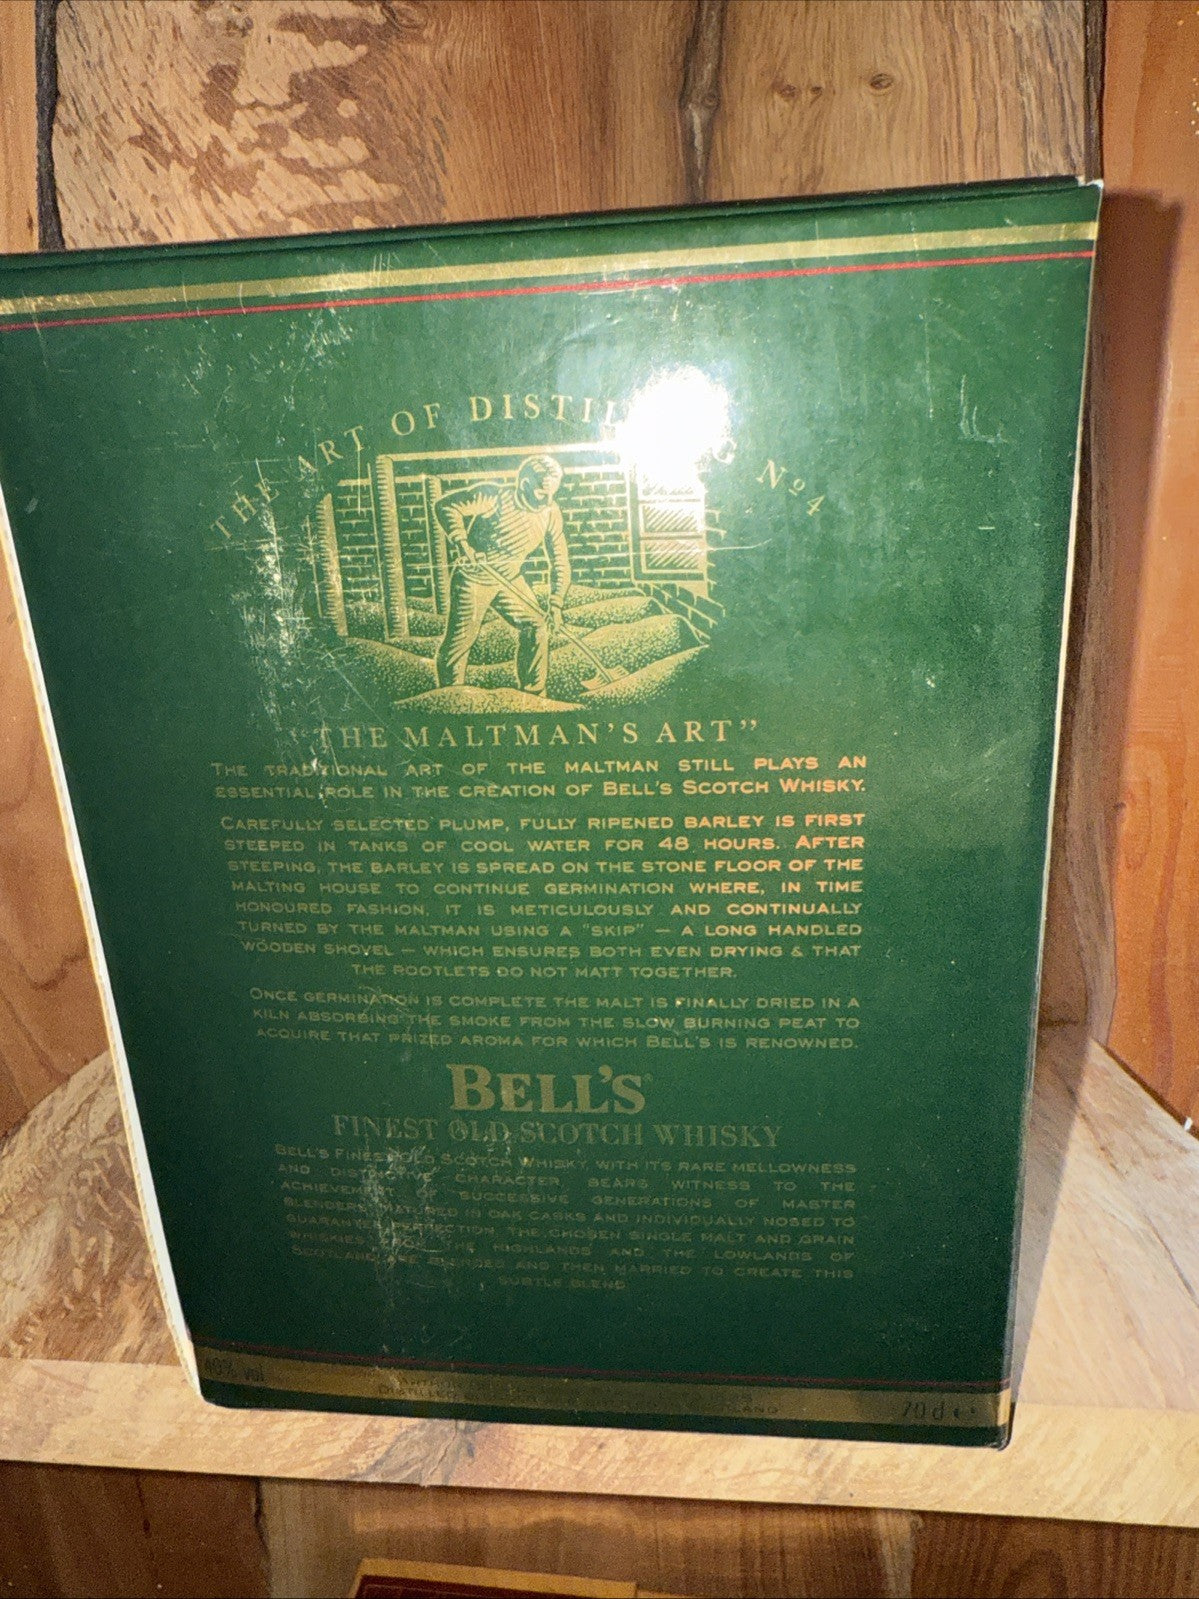 THE ART OF DISTIL G Nº4
"THE MALTMAN'S ART"
THE TRADITIONAL ART OF THE MALTMAN STILL PLAYS AN
ESSENTIAL ROLE IN THE CREATION OF BELL'S SCOTCH WHISKY.
CAREFULLY SELECTED PLUMP, FULLY RIPENED BARLEY IS FIRST
STEEPED IN TANKS OF COOL WATER FOR 48 HOURS. AFTER
STEEPING, THE BARLEY IS SPREAD ON THE STONE FLOOR OF THE
MALTING HOUSE TO CONTINUE GERMINATION WHERE, IN TIME
HONOURED FASHION, IT IS METICULOUSLY AND CONTINUALLY
TURNED BY THE MALTMAN USING A "SKIP" — A LONG HANDLED
WOODEN SHOVEL — WHICH ENSURES BOTH EVEN DRYING & THAT
THE ROOTLETS DO NOT MATT TOGETHER.
ONCE GERMINATION IS COMPLETE THE MALT IS FINALLY DRIED IN A
KILN ABSORBING THE SMOKE FROM THE SLOW BURNING PEAT TO
ACQUIRE THAT PRIZED AROMA FOR WHICH BELL'S IS RENOWNED.
BELL'S®
FINEST OLD SCOTCH WHISKY
BELL'S FINEST OLD SCOTCH WHISKY, WITH ITS RARE MELLOWNESS
AND DISTINCTIVE CHARACTER, BEARS WITNESS TO THE
ACHIEVEMENT OF SUCCESSIVE GENERATIONS OF MASTER
BLENDERS. MATURED IN OAK CASKS AND INDIVIDUALLY NOSED TO
GUARANTEE PERFECTION, THE CHOSEN SINGLE MALT AND GRAIN
WHISKIES FROM THE HIGHLANDS AND THE LOWLANDS OF
SCOTLAND ARE BLENDED AND THEN MARRIED TO CREATE THIS
SUBTLE BLEND.
40% vol
DISTILLED
70 cl e